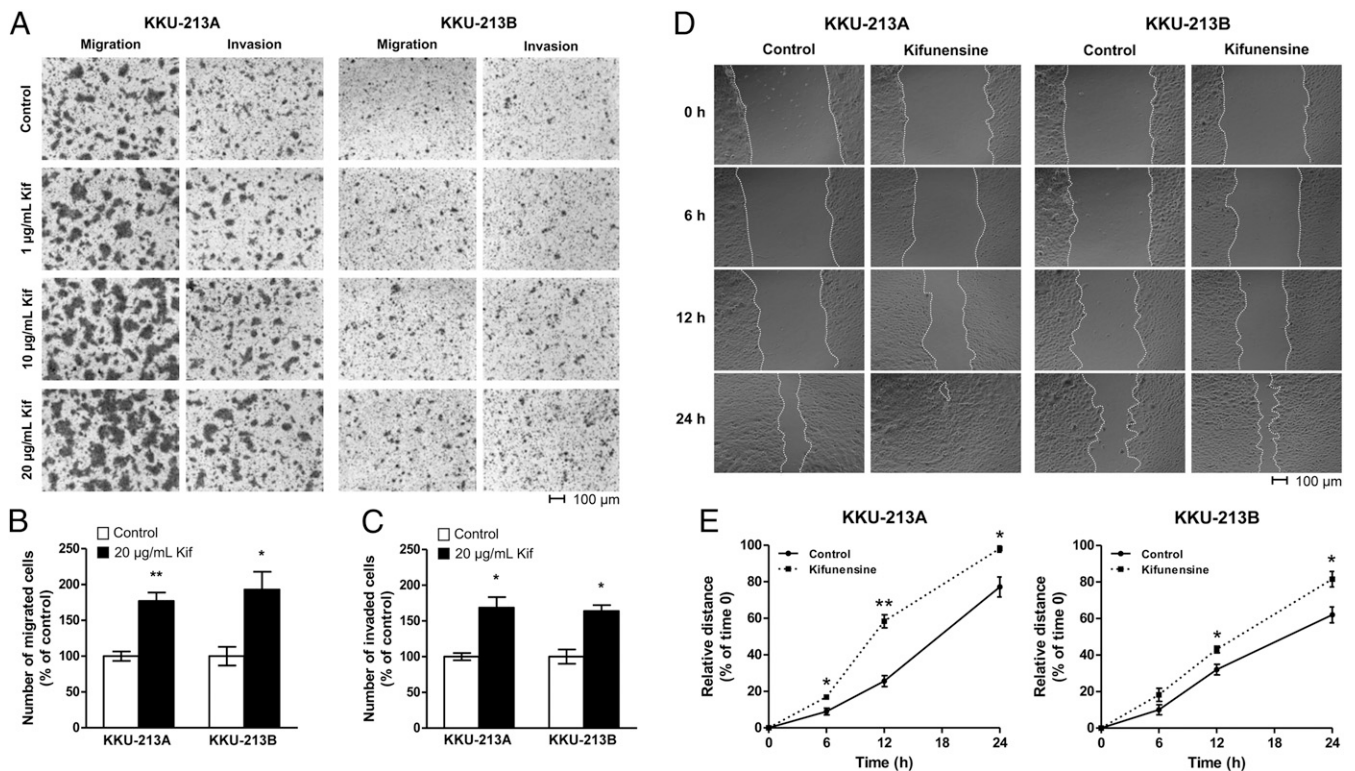 A
KKU-213A
KKU-213B
Migration
Invasion
Migration
Invasion
Control
1 µg/mL Kif
10 µg/mL Kif
20 µg/mL Kif
100 µm
D
KKU-213A
KKU-213B
Control
Kifunensine
Control
Kifunensine
0 h
6 h
12 h
24 h
B
Number of migrated cells
(% of control)
Control
20 µg/mL Kif
250
200
150
100
50
0
**
*
KKU-213A
KKU-213B
C
Number of invaded cells
(% of control)
Control
20 µg/mL Kif
250
200
150
100
50
0
*
*
KKU-213A
KKU-213B
E
KKU-213A
Relative distance
(% of time 0)
Control
Kifunensine
100
80
60
40
20
0
*
**
*
0
6
12
18
24
Time (h)
KKU-213B
Relative distance
(% of time 0)
Control
Kifunensine
100
80
60
40
20
0
*
*
0
6
12
18
24
Time (h)